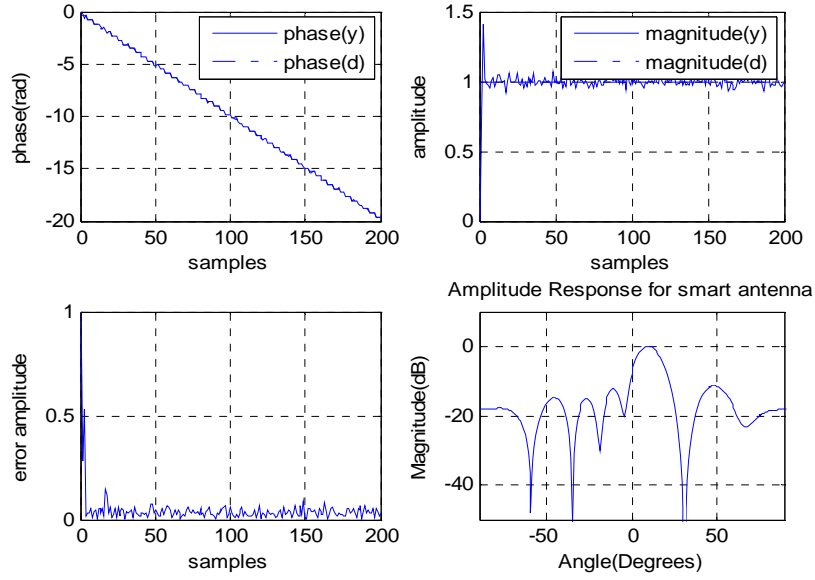 0
-5
-10
-15
-20
phase(rad)
phase(y)
phase(d)
0 50 100 150 200
samples
1.5
1
0.5
0
amplitude
magnitude(y)
magnitude(d)
0 50 100 150 200
samples
1
0.5
0
error amplitude
0 50 100 150 200
samples
Amplitude Response for smart antenna
0
-20
-40
Magnitude(dB)
-50 0 50
Angle(Degrees)